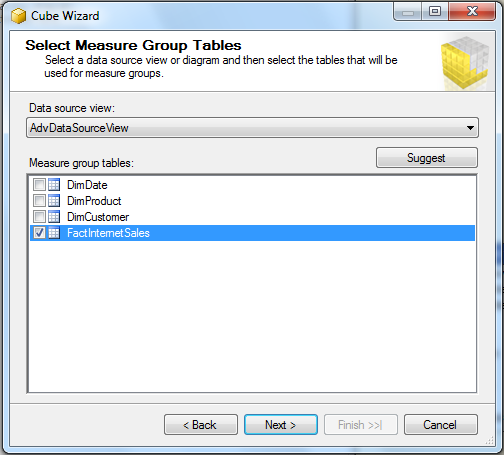 Cube Wizard
Select Measure Group Tables
Select a data source view or diagram and then select the tables that will be
used for measure groups.
Data source view:
AdvDataSourceView
Measure group tables:
Suggest
DimDate
DimProduct
DimCustomer
FactInternetSales
< Back
Next >
Finish >>|
Cancel